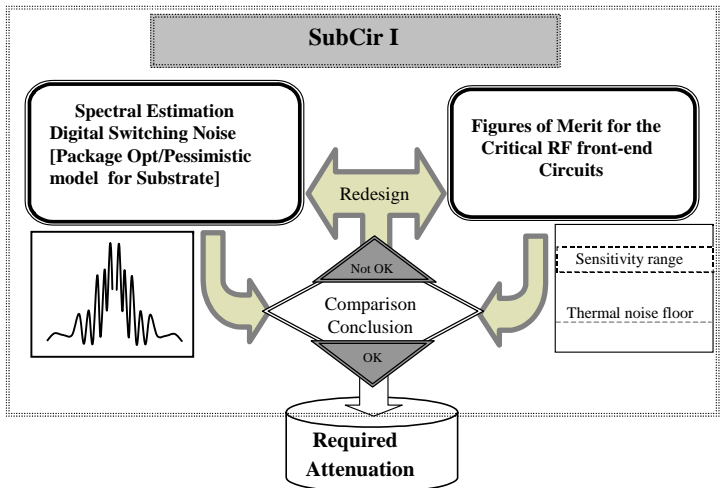 SubCir I
Spectral Estimation
Digital Switching Noise
[Package Opt/Pessimistic
model for Substrate]
Figures of Merit for the
Critical RF front-end
Circuits
Redesign
Not OK
Comparison
Conclusion
OK
Sensitivity range
Thermal noise floor
Required
Attenuation